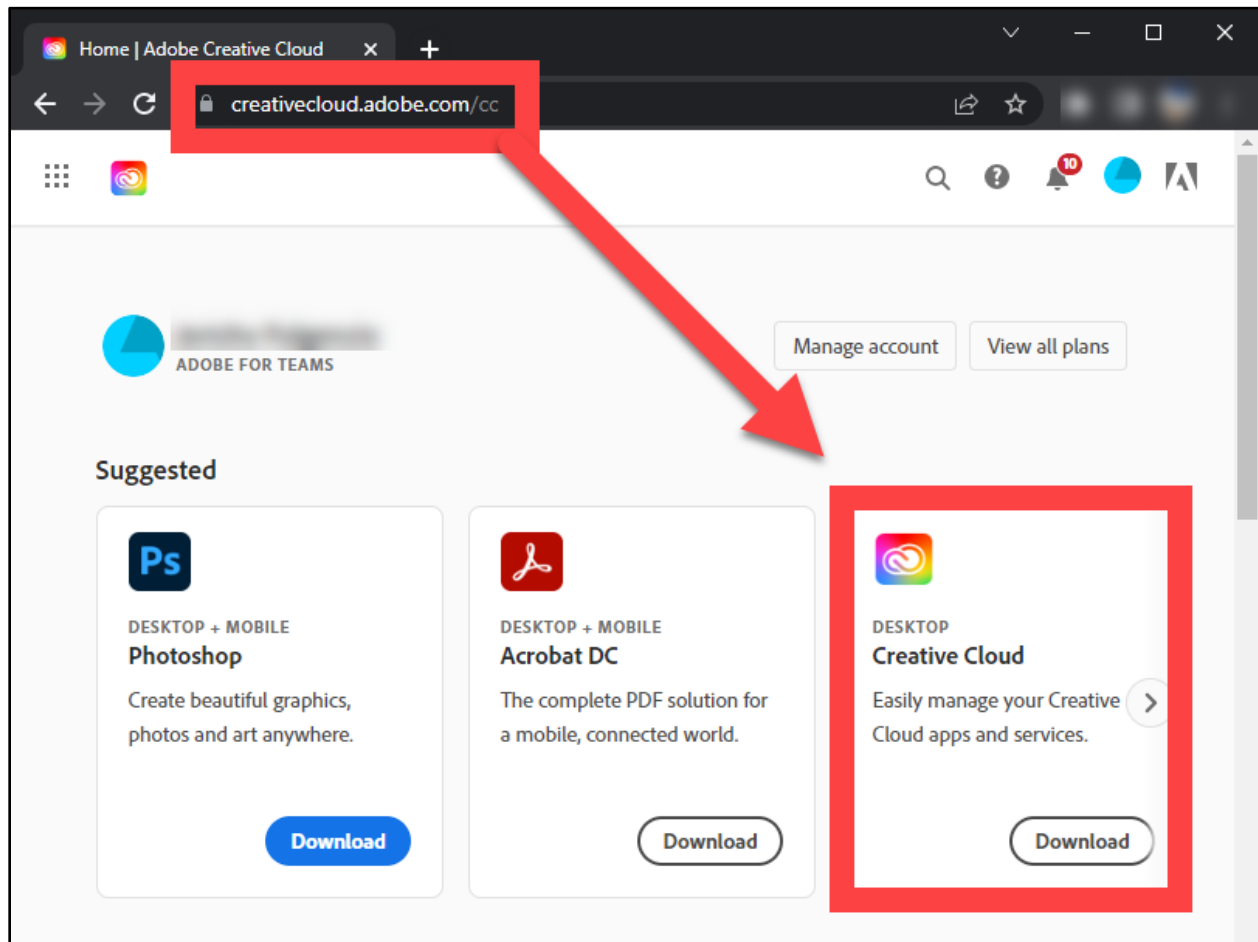 Home | Adobe Creative Cloud
creativecloud.adobe.com/cc
10
ADOBE FOR TEAMS
Manage account
View all plans
Suggested
Ps
DESKTOP + MOBILE
Photoshop
Create beautiful graphics,
photos and art anywhere.
Download
DESKTOP + MOBILE
Acrobat DC
The complete PDF solution for
a mobile, connected world.
Download
DESKTOP
Creative Cloud
Easily manage your Creative
Cloud apps and services.
Download